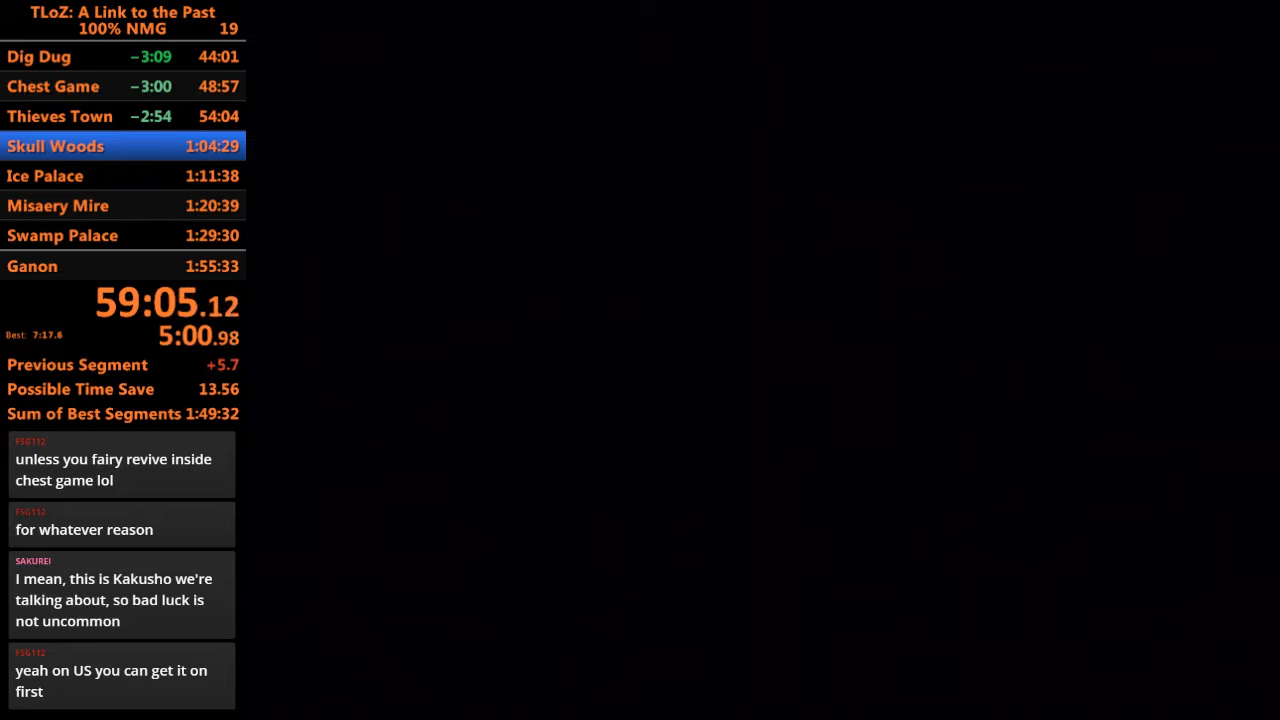 TLoZ: A Link to the Past
100% NMG 19
Dig Dug −3:09 44:01
Chest Game −3:00 48:57
Thieves Town −2:54 54:04
Skull Woods 1:04:29
Ice Palace 1:11:38
Misaery Mire 1:20:39
Swamp Palace 1:29:30
Ganon 1:55:33
59:05.12
Best: 7:17.6 5:00.98
Previous Segment +5.7
Possible Time Save 13.56
Sum of Best Segments 1:49:32
FSG112
unless you fairy revive inside
chest game lol
FSG112
for whatever reason
SAKUREI
I mean, this is Kakusho we're
talking about, so bad luck is
not uncommon
FSG112
yeah on US you can get it on
first